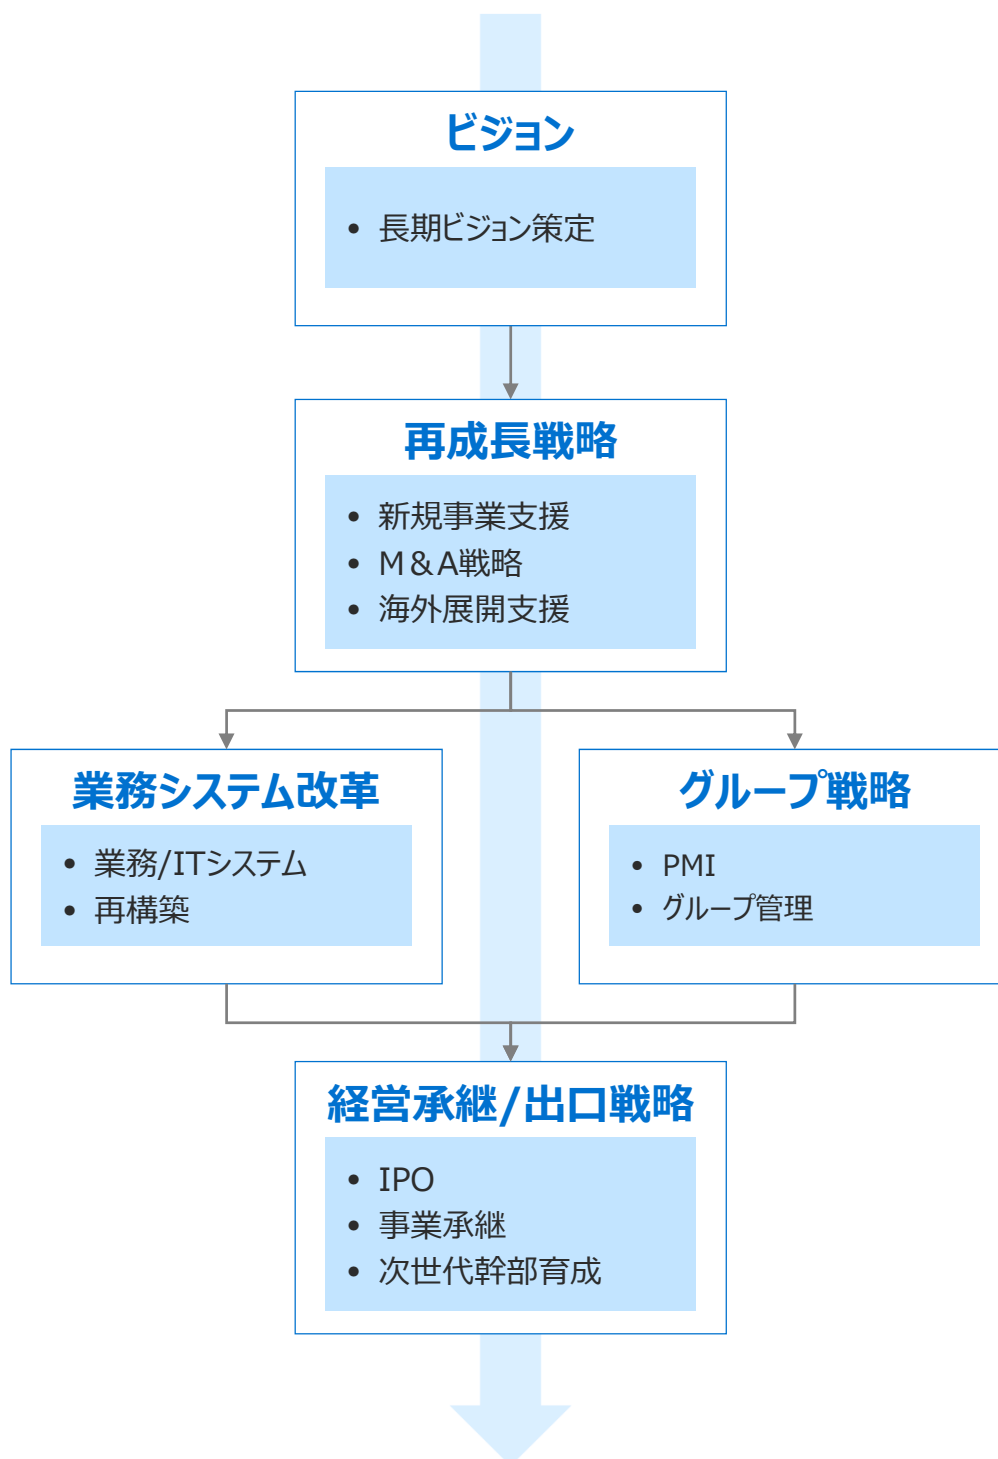 ビジョン
• 長期ビジョン策定
再成長戦略
• 新規事業支援
• M＆A戦略
• 海外展開支援
業務システム改革
• 業務/ITシステム
• 再構築
グループ戦略
• PMI
• グループ管理
経営承継/出口戦略
• IPO
• 事業承継
• 次世代幹部育成